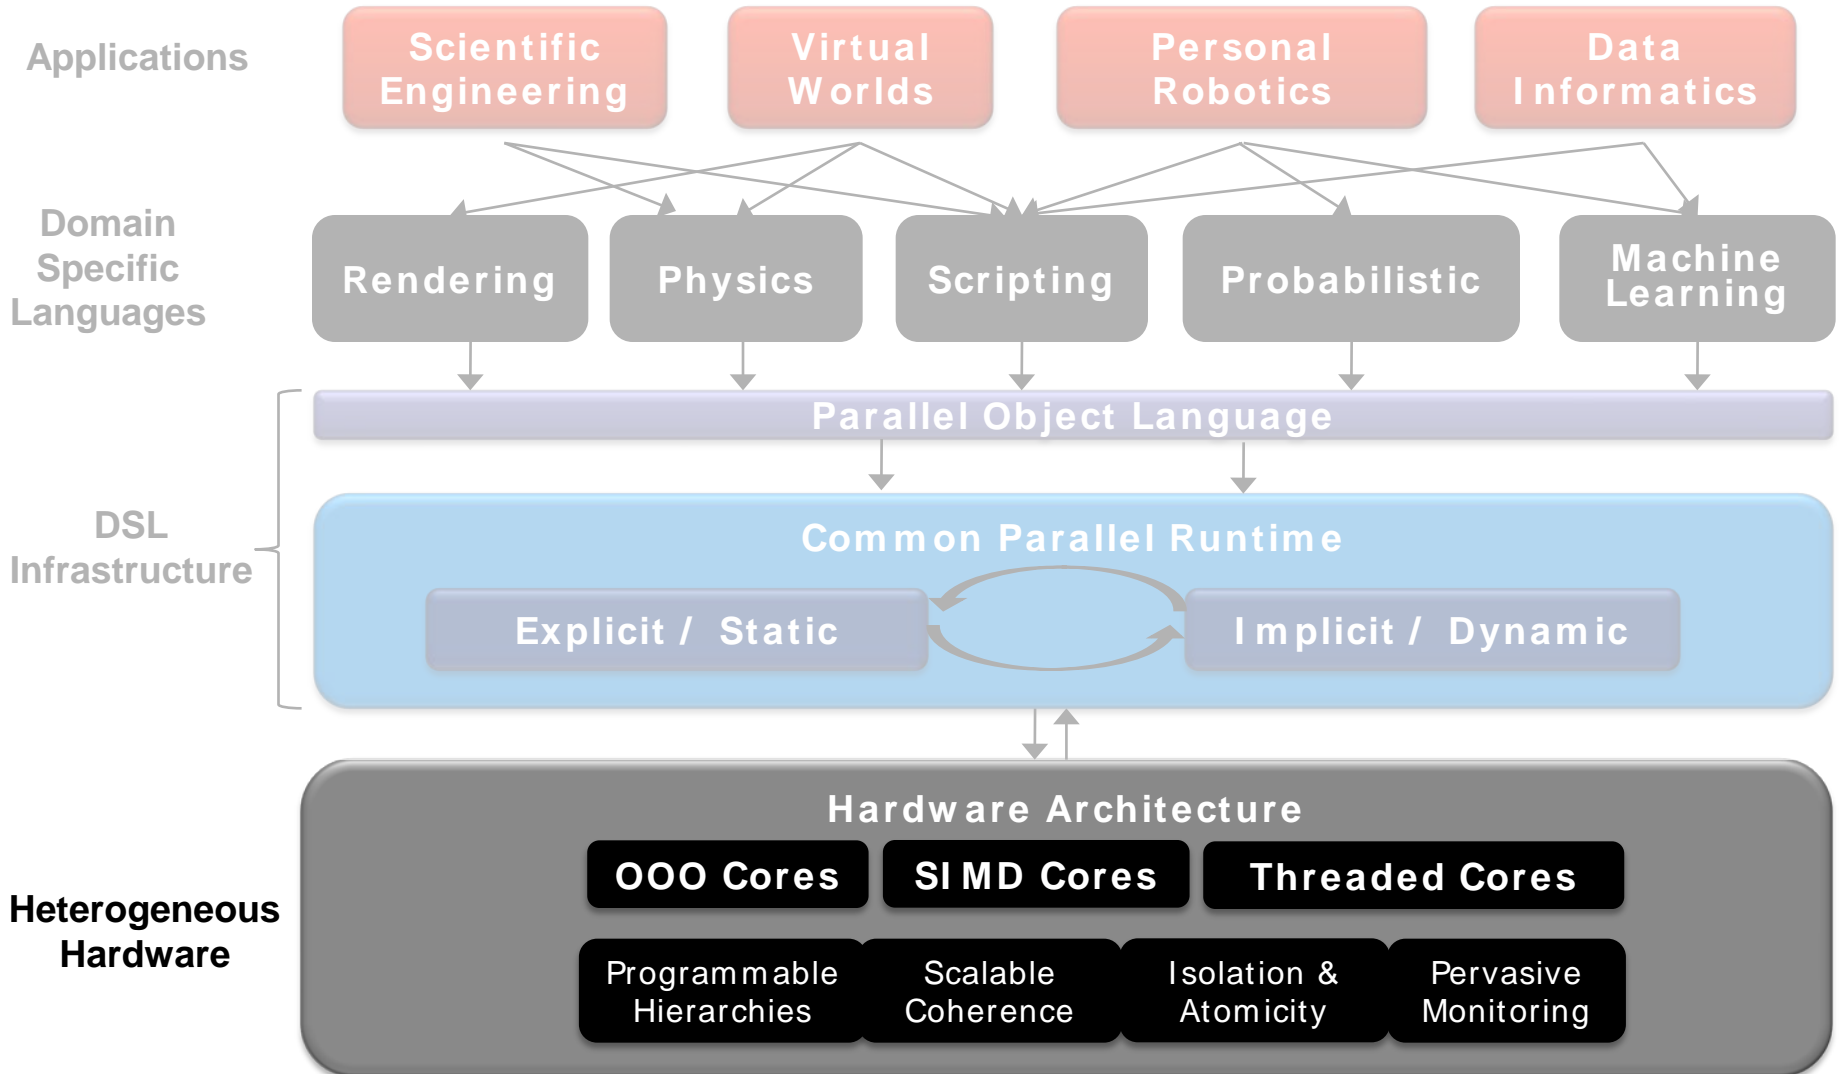 Applications
Scientific
Engineering
Virtual
Worlds
Personal
Robotics
Data
Informatics
Domain
Specific
Languages
Rendering
Physics
Scripting
Probabilistic
Machine
Learning
Parallel Object Language
DSL
Infrastructure
Common Parallel Runtime
Explicit / Static
Implicit / Dynamic
Heterogeneous
Hardware
Hardware Architecture
OOO Cores
SIMD Cores
Threaded Cores
Programmable
Hierarchies
Scalable
Coherence
Isolation &
Atomicity
Pervasive
Monitoring